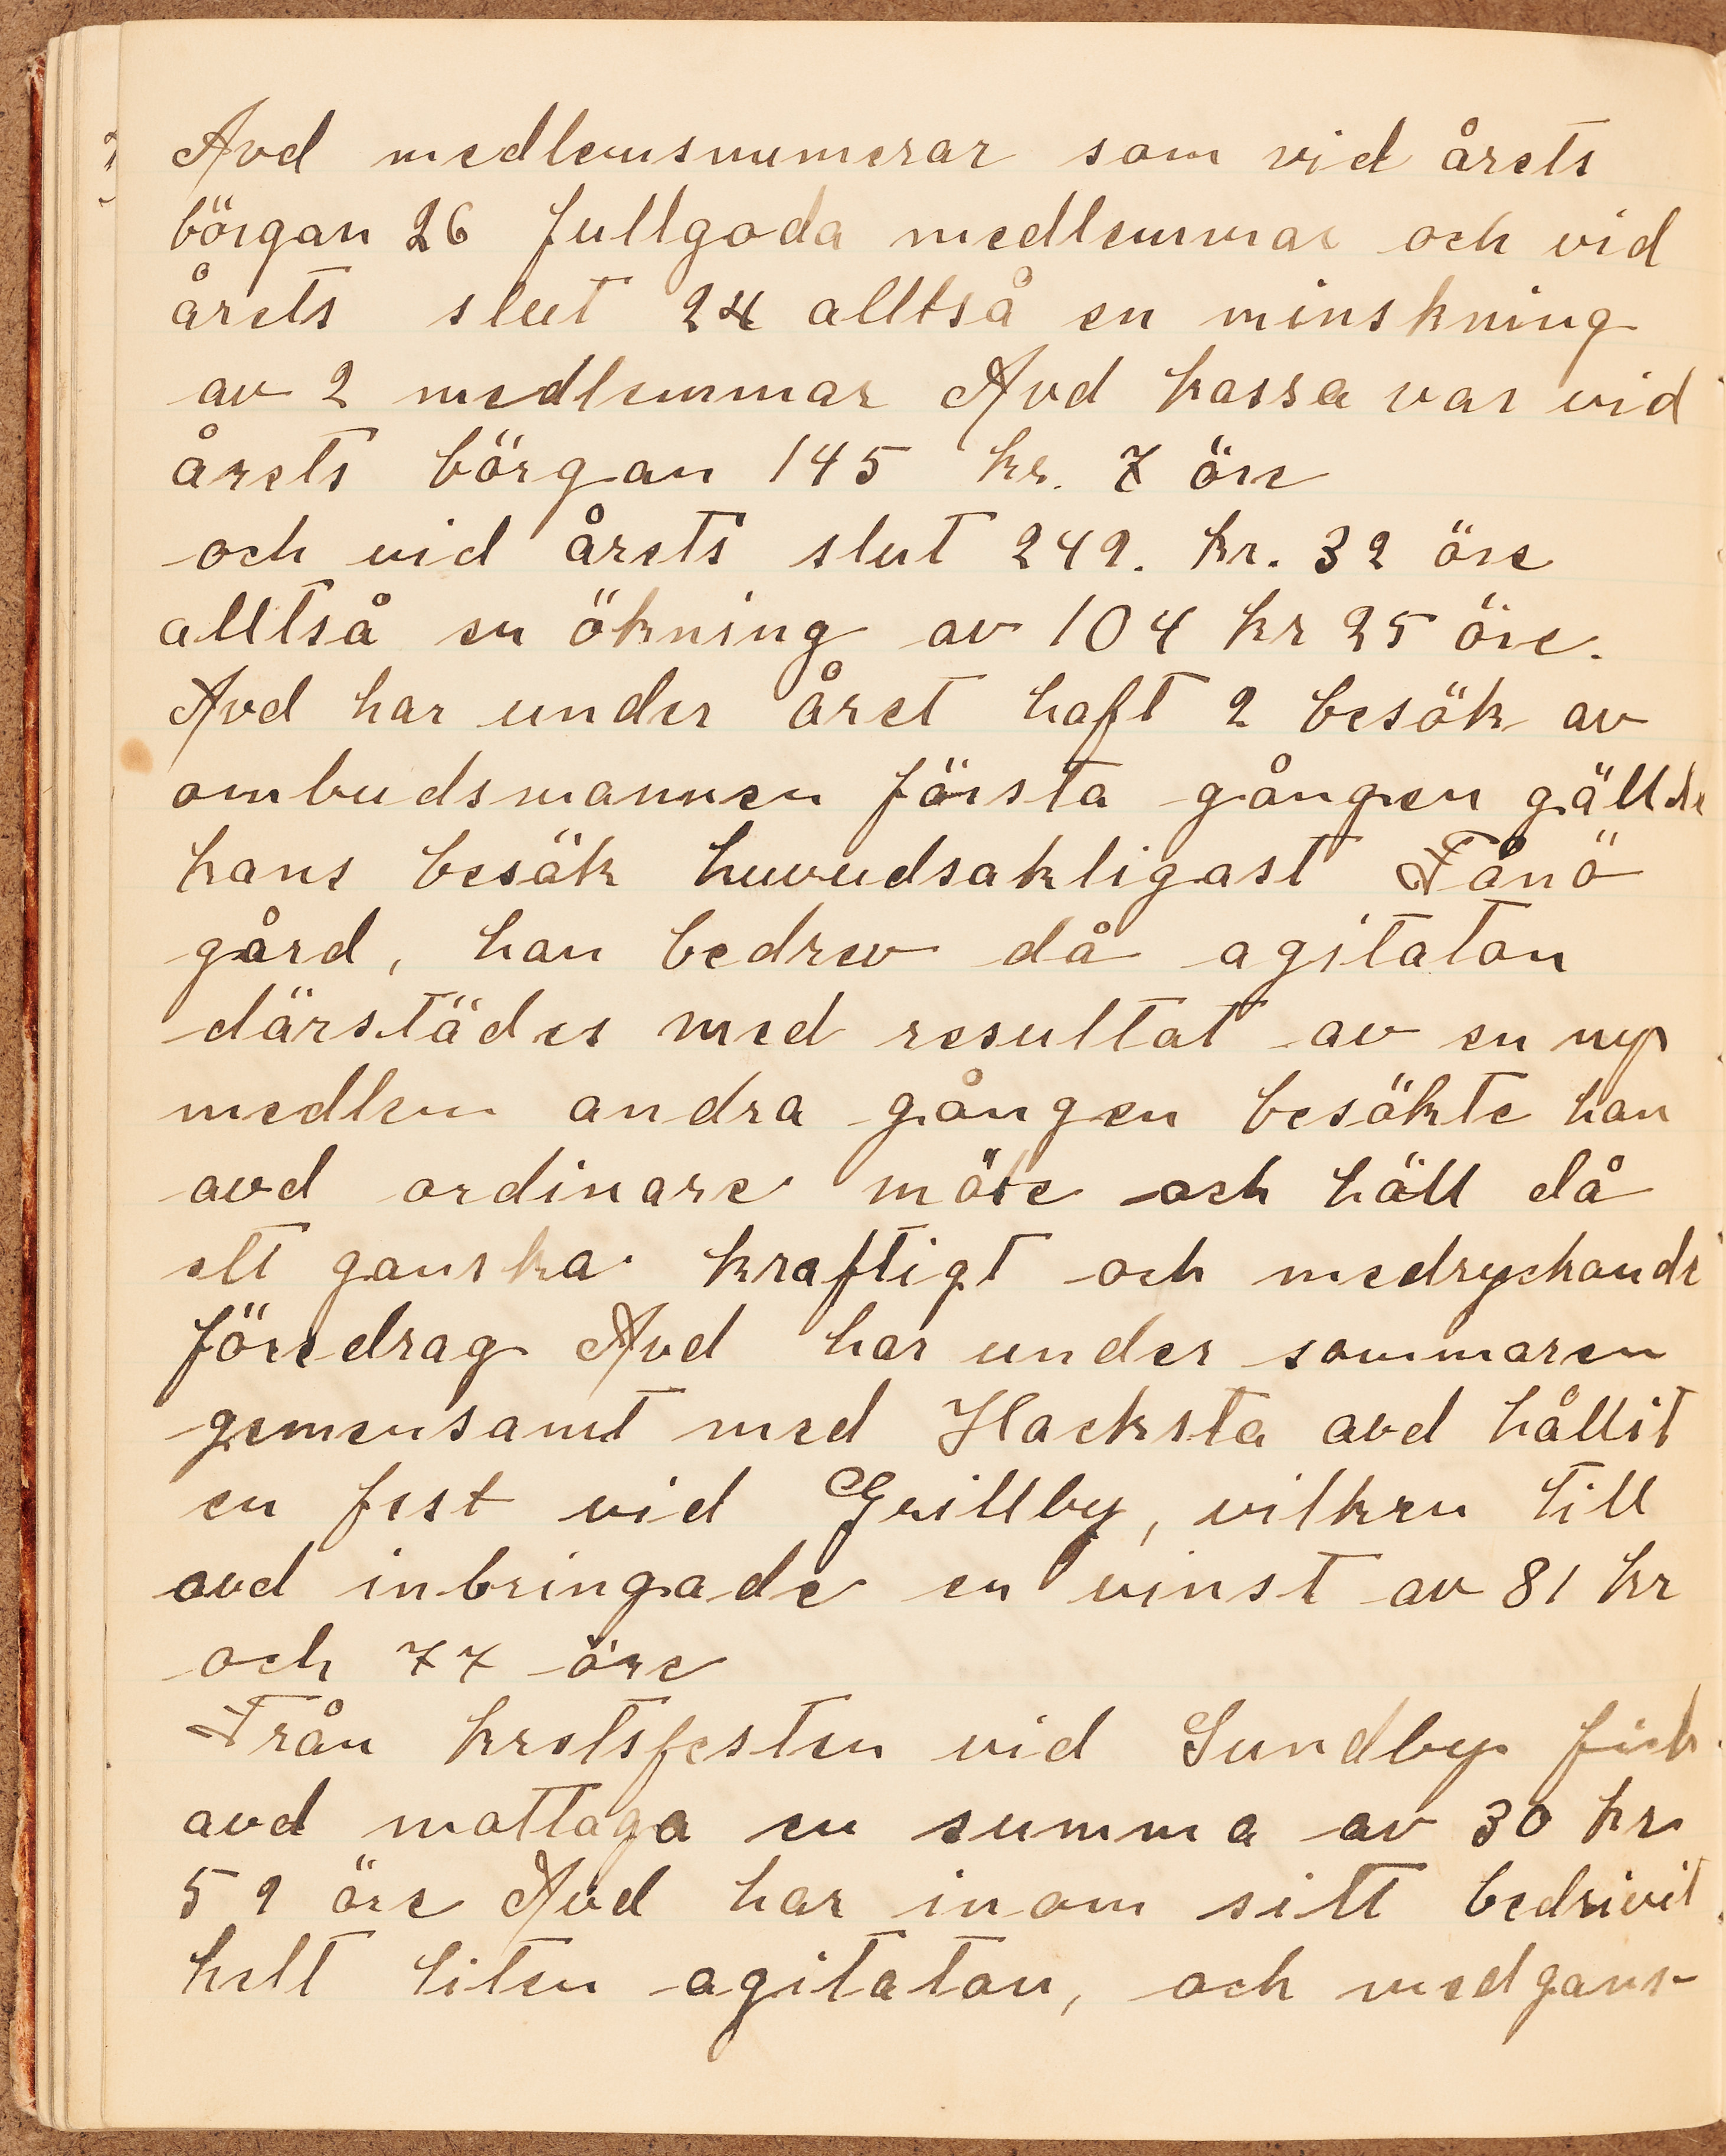 Avd medlemsnumerar som vid årets
börgan 26 fullgoda medlemmar och vid
årets slut 24 alltså en minskning
av 2 medlemmar Avd kassa var vid
årets börgan 145 kr. 7 öre
och vid årets slut 249. kr. 32 öre
alltså en ökning av 104 kr 25 öre.
Avd har under året haft 2 besök av
ombudsmannen första gången gällde
hans besök huvudsakligast Fånö
gård, han bedrev då agitaton
därstädes med resultat av en ny
medlem andra gången besökte han
avd ordinare möte och höll då
ett ganska kraftigt och medryckande
föredrag Avd har under sommaren
gemensamt med Hacksta avd hållit
en fest vid Grillby, vilken till
avd inbringade en vinst av 81 kr
och 77 öre
Från kretsfesten vid Sundby fick
avd mottaga en summa av 30 kr
59 öre Avd har inom sitt bedrivit
helt liten agitaton, och med gans-